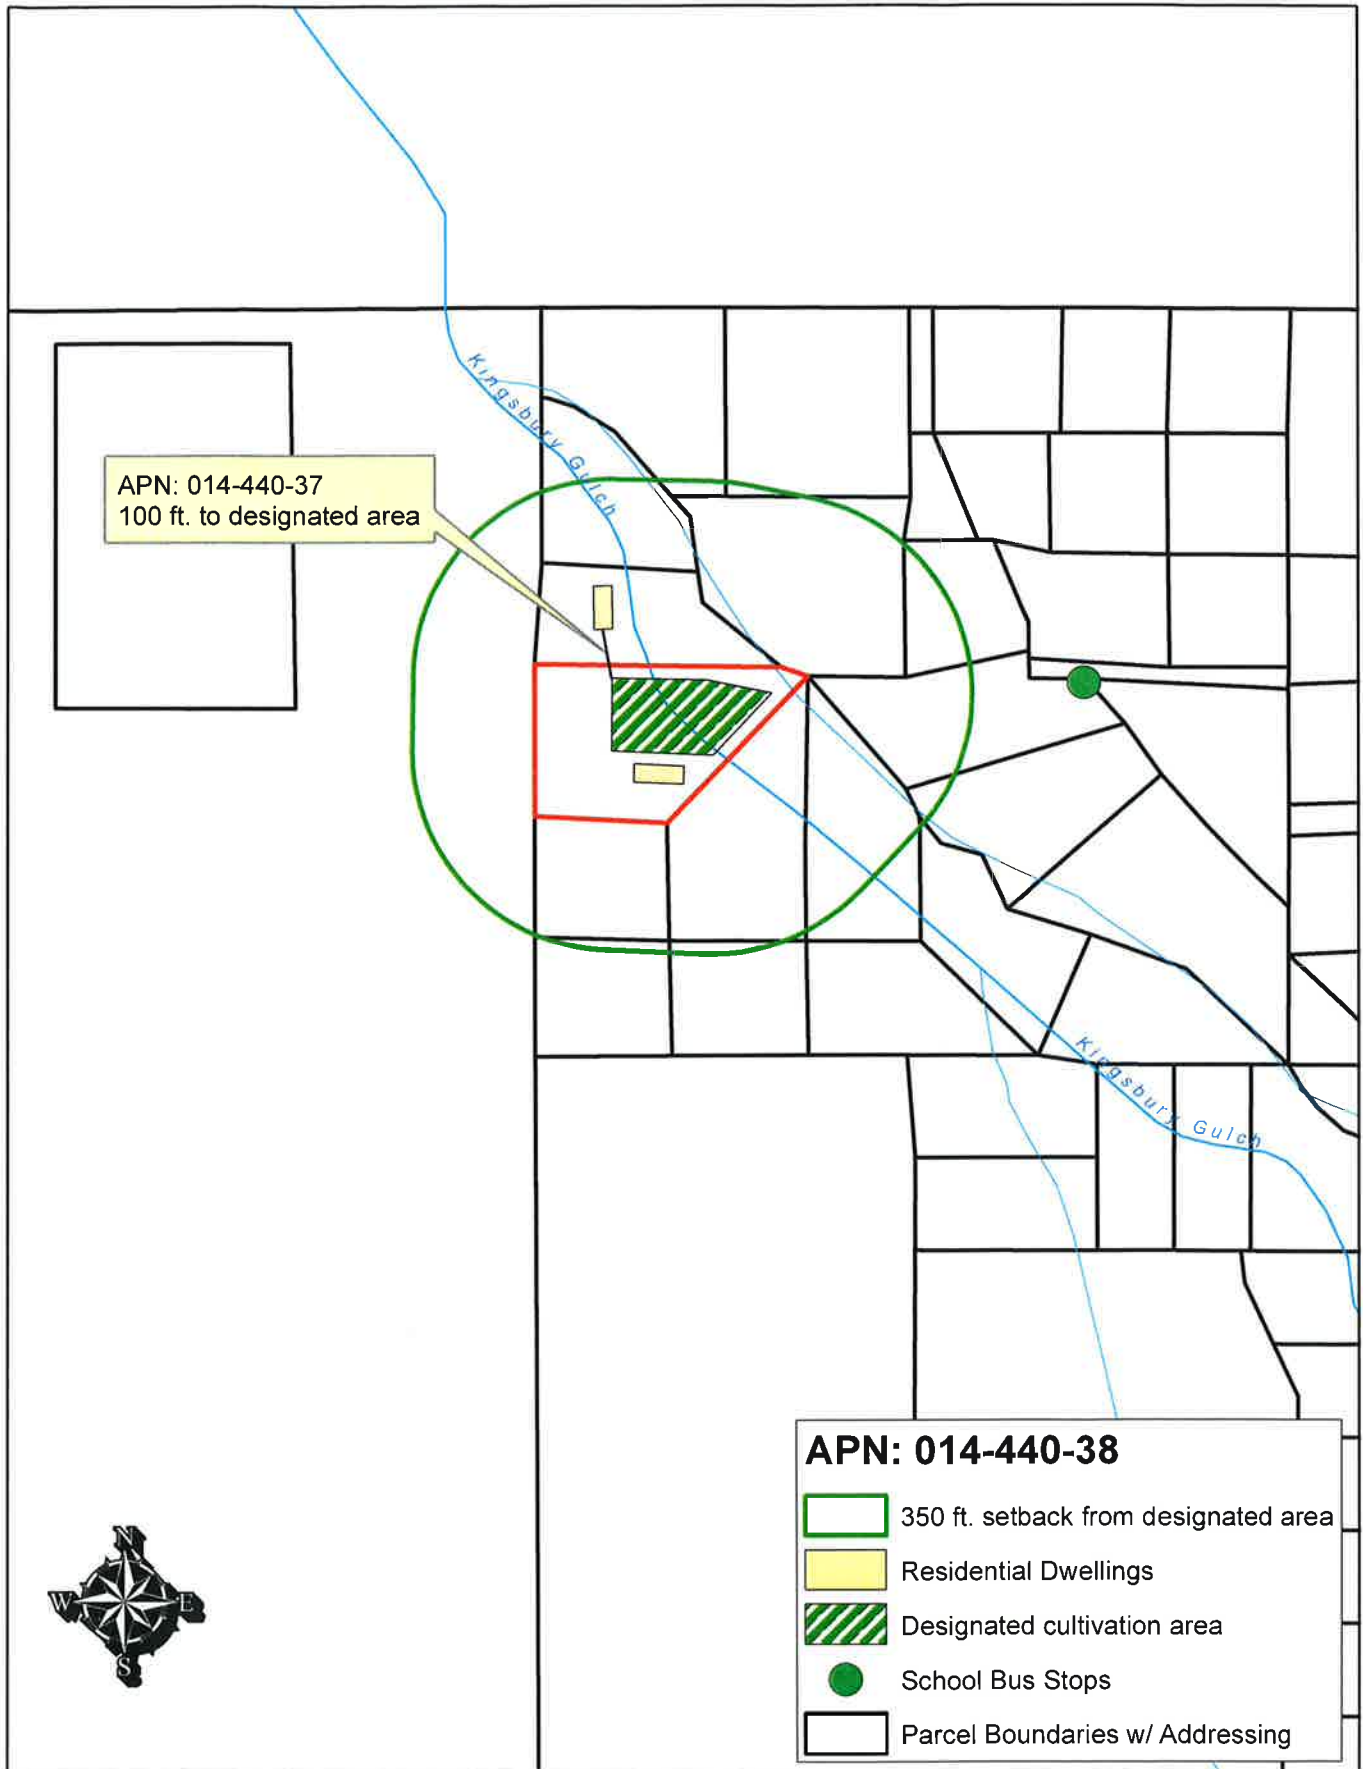 Kingsbury Gulch
APN: 014-440-37
100 ft. to designated area
Kingsbury Gulch
APN: 014-440-38
350 ft. setback from designated area
Residential Dwellings
Designated cultivation area
School Bus Stops
Parcel Boundaries w/ Addressing
N
W
E
S